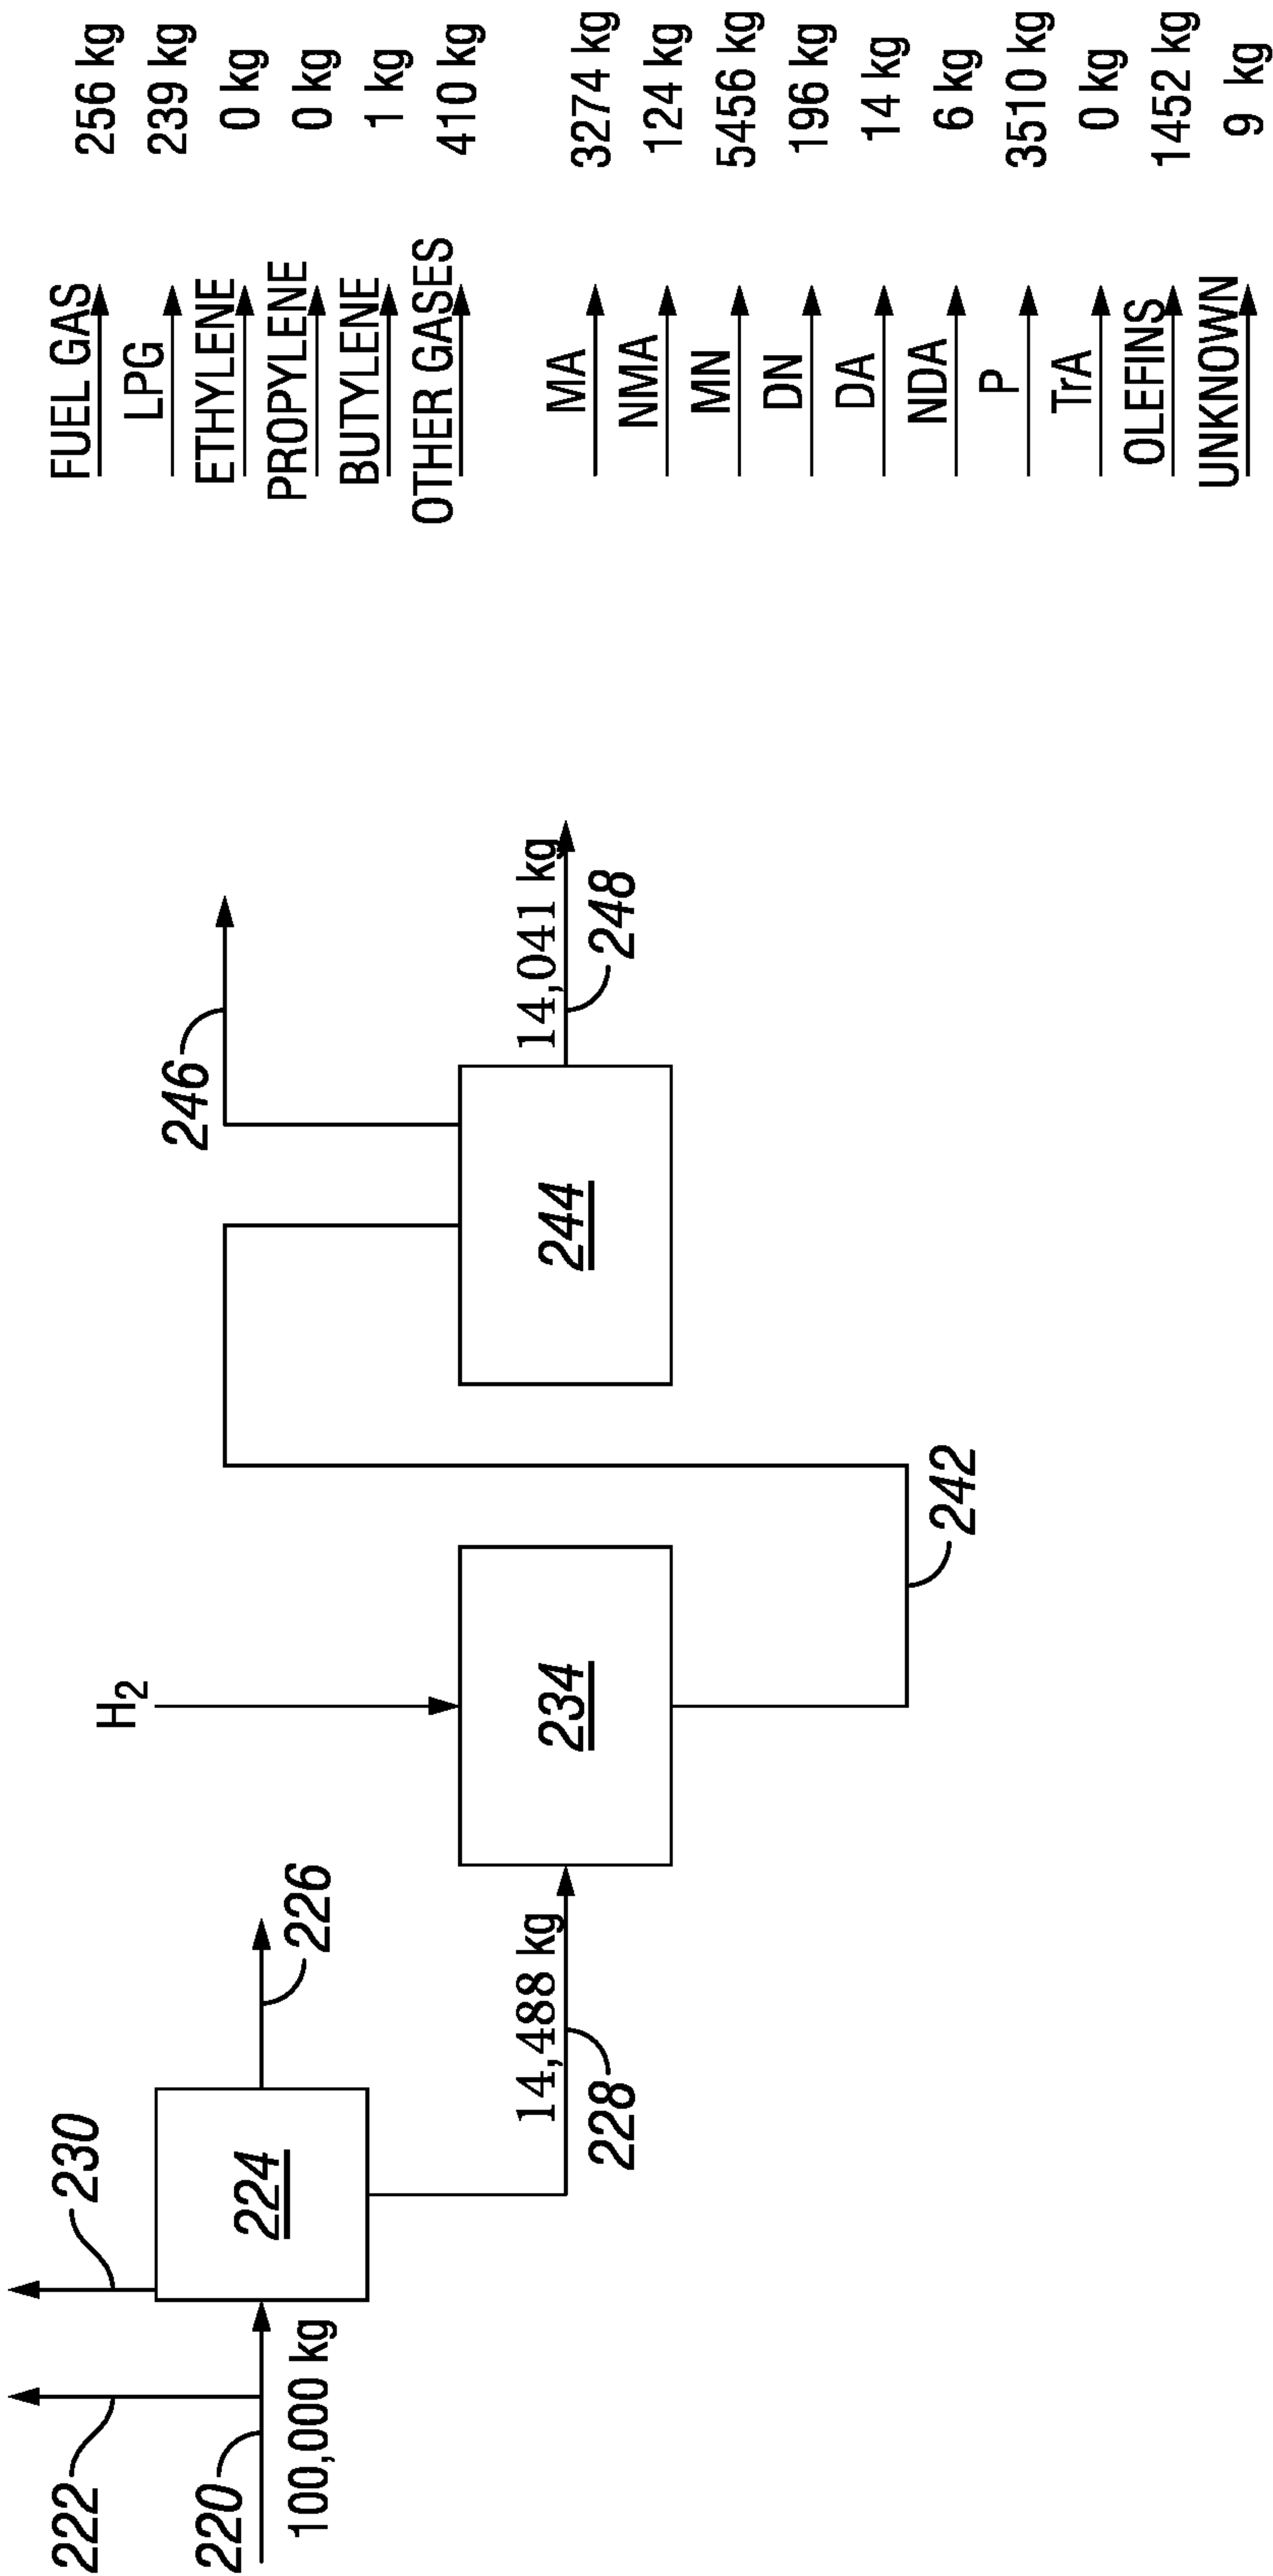 222
230
220
100,000 kg
224
226
14,488 kg
228
H2
234
242
244
246
14,041 kg
248
FUEL GAS 256 kg
LPG 239 kg
ETHYLENE 0 kg
PROPYLENE 0 kg
BUTYLENE 1 kg
OTHER GASES 410 kg
MA 3274 kg
NMA 124 kg
MN 5456 kg
DN 196 kg
DA 14 kg
NDA 6 kg
P 3510 kg
TrA 0 kg
OLEFINS 1452 kg
UNKNOWN 9 kg